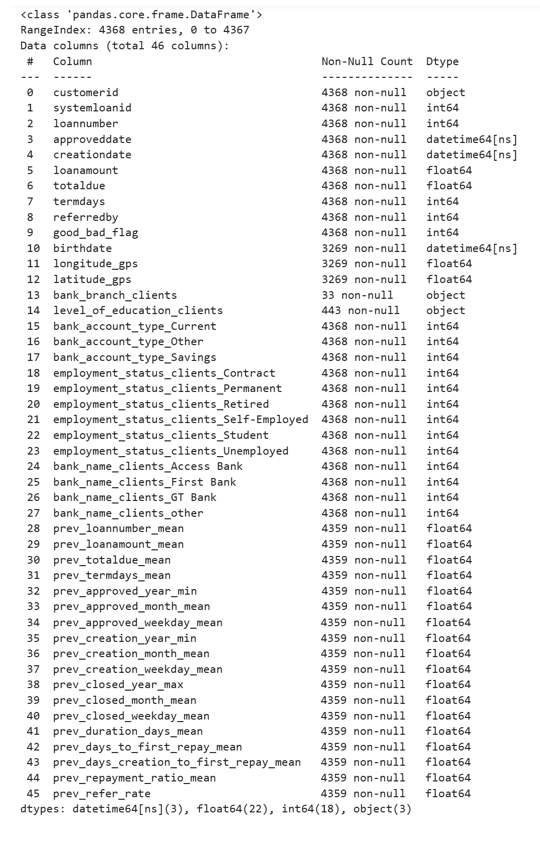 <class 'pandas.core.frame.DataFrame'>
RangeIndex: 4368 entries, 0 to 4367
Data columns (total 46 columns):
 #   Column                                Non-Null Count  Dtype
---  ------                                --------------  -----
 0   customerid                            4368 non-null   object
 1   systemloanid                          4368 non-null   int64
 2   loannumber                            4368 non-null   int64
 3   approveddate                          4368 non-null   datetime64[ns]
 4   creationdate                          4368 non-null   datetime64[ns]
 5   loanamount                            4368 non-null   float64
 6   totaldue                              4368 non-null   float64
 7   termdays                              4368 non-null   int64
 8   referredby                            4368 non-null   int64
 9   good_bad_flag                         4368 non-null   int64
 10  birthdate                             3269 non-null   datetime64[ns]
 11  longitude_gps                         3269 non-null   float64
 12  latitude_gps                          3269 non-null   float64
 13  bank_branch_clients                   33 non-null     object
 14  level_of_education_clients            443 non-null    object
 15  bank_account_type_Current             4368 non-null   int64
 16  bank_account_type_Other               4368 non-null   int64
 17  bank_account_type_Savings             4368 non-null   int64
 18  employment_status_clients_Contract    4368 non-null   int64
 19  employment_status_clients_Permanent   4368 non-null   int64
 20  employment_status_clients_Retired     4368 non-null   int64
 21  employment_status_clients_Self-Employed  4368 non-null   int64
 22  employment_status_clients_Student     4368 non-null   int64
 23  employment_status_clients_Unemployed  4368 non-null   int64
 24  bank_name_clients_Access Bank         4368 non-null   int64
 25  bank_name_clients_First Bank          4368 non-null   int64
 26  bank_name_clients_GT Bank             4368 non-null   int64
 27  bank_name_clients_other               4368 non-null   int64
 28  prev_loannumber_mean                  4359 non-null   float64
 29  prev_loanamount_mean                  4359 non-null   float64
 30  prev_totaldue_mean                    4359 non-null   float64
 31  prev_termdays_mean                    4359 non-null   float64
 32  prev_approved_year_min                4359 non-null   float64
 33  prev_approved_month_mean              4359 non-null   float64
 34  prev_approved_weekday_mean            4359 non-null   float64
 35  prev_creation_year_min                4359 non-null   float64
 36  prev_creation_month_mean              4359 non-null   float64
 37  prev_creation_weekday_mean            4359 non-null   float64
 38  prev_closed_year_max                  4359 non-null   float64
 39  prev_closed_month_mean                4359 non-null   float64
 40  prev_closed_weekday_mean              4359 non-null   float64
 41  prev_duration_days_mean               4359 non-null   float64
 42  prev_days_to_first_repay_mean         4359 non-null   float64
 43  prev_days_creation_to_first_repay_mean  4359 non-null   float64
 44  prev_repayment_ratio_mean             4359 non-null   float64
 45  prev_refer_rate                       4359 non-null   float64
dtypes: datetime64[ns](3), float64(22), int64(18), object(3)